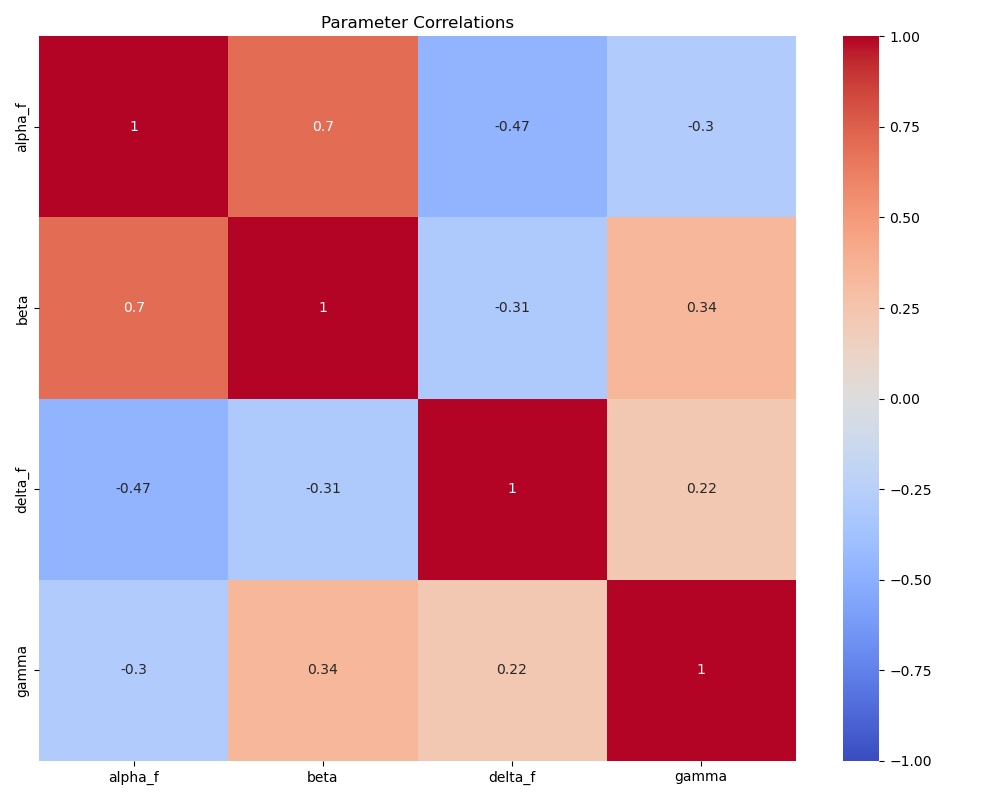 Parameter Correlations
alpha_f 1 0.7 -0.47 -0.3
beta 0.7 1 -0.31 0.34
delta_f -0.47 -0.31 1 0.22
gamma -0.3 0.34 0.22 1
alpha_f beta delta_f gamma
1.00
0.75
0.50
0.25
0.00
−0.25
−0.50
−0.75
−1.00